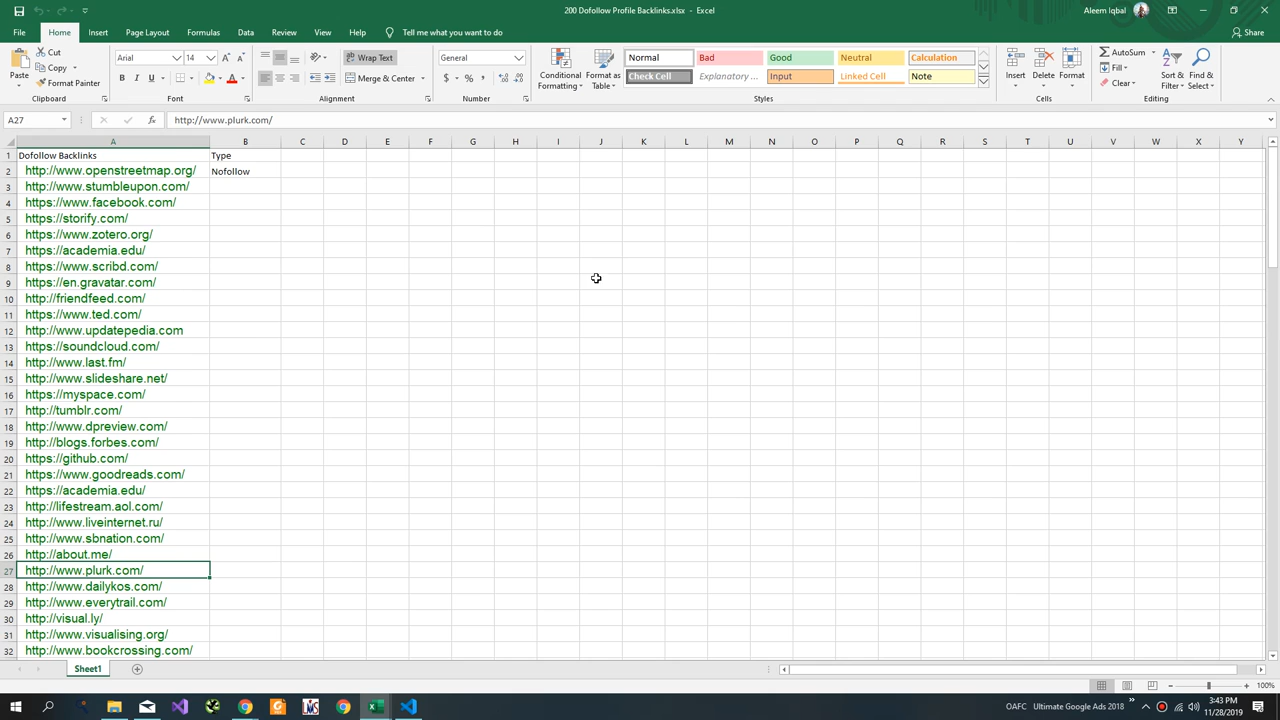 200 Dofollow Profile Backlinks.xlsx - Excel
Aleem Iqbal
File Home Insert Page Layout Formulas Data Review View Help Tell me what you want to do Share
Paste Cut Copy Format Painter Clipboard
Arial 14 B I U A Font
Wrap Text Merge & Center Alignment
General $ % , Number
Conditional Formatting Format as Table
Normal Bad Good Neutral Calculation
Check Cell Explanatory ... Input Linked Cell Note
Styles
Insert Delete Format Cells
AutoSum Fill Clear Sort & Filter Find & Select Editing
A27 fx http://www.plurk.com/
A B C D E F G H I J K L M N O P Q R S T U V W X Y
1 Dofollow Backlinks Type
2 http://www.openstreetmap.org/ Nofollow
3 http://www.stumbleupon.com/
4 https://www.facebook.com/
5 https://storify.com/
6 https://www.zotero.org/
7 https://academia.edu/
8 https://www.scribd.com/
9 https://en.gravatar.com/
10 http://friendfeed.com/
11 https://www.ted.com/
12 http://www.updatepedia.com
13 https://soundcloud.com/
14 http://www.last.fm/
15 http://www.slideshare.net/
16 https://myspace.com/
17 http://tumblr.com/
18 http://www.dpreview.com/
19 http://blogs.forbes.com/
20 https://github.com/
21 https://www.goodreads.com/
22 https://academia.edu/
23 http://lifestream.aol.com/
24 http://www.liveinternet.ru/
25 http://www.sbnation.com/
26 http://about.me/
27 http://www.plurk.com/
28 http://www.dailykos.com/
29 http://www.everytrail.com/
30 http://visual.ly/
31 http://www.visualising.org/
32 http://www.bookcrossing.com/
Sheet1
100%
OAFC Ultimate Google Ads 2018 3:43 PM
11/28/2019